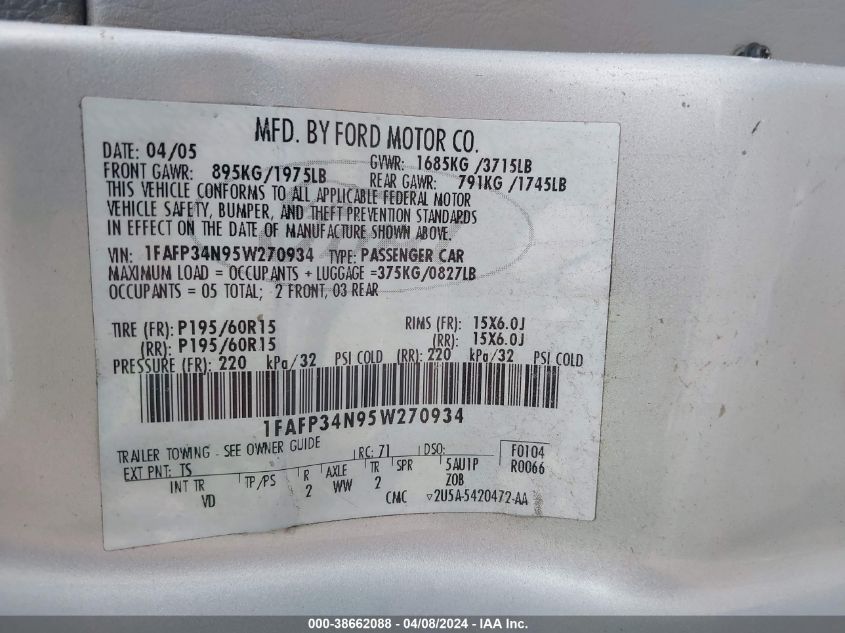 MFD. BY FORD MOTOR CO.
DATE: 04/05 GVWR: 1685KG /3715LB
FRONT GAWR: 895KG/1975LB REAR GAWR: 791KG /1745LB
THIS VEHICLE CONFORMS TO ALL APPLICABLE FEDERAL MOTOR
VEHICLE SAFETY, BUMPER, AND THEFT PREVENTION STANDARDS
IN EFFECT ON THE DATE OF MANUFACTURE SHOWN ABOVE.
VIN: 1FAFP34N95W270934 TYPE: PASSENGER CAR
MAXIMUM LOAD = OCCUPANTS + LUGGAGE =375KG/0827LB
OCCUPANTS = 05 TOTAL; 2 FRONT, 03 REAR
TIRE (FR): P195/60R15 RIMS (FR): 15X6.0J
(RR): P195/60R15 (RR): 15X6.0J
PRESSURE (FR): 220 kPa/32 PSI COLD (RR): 220 kPa/32 PSI COLD
1FAFP34N95W270934
TRAILER TOWING - SEE OWNER GUIDE RC: 71 DSO: F0104
EXT PNT: TS R0066
INT TR TP/PS R AXLE TR SPR 5AU1P
VD 2 WW 2 ZOB
CMC ▽2U5A-5420472-AA
000-38662088 - 04/08/2024 - IAA Inc.